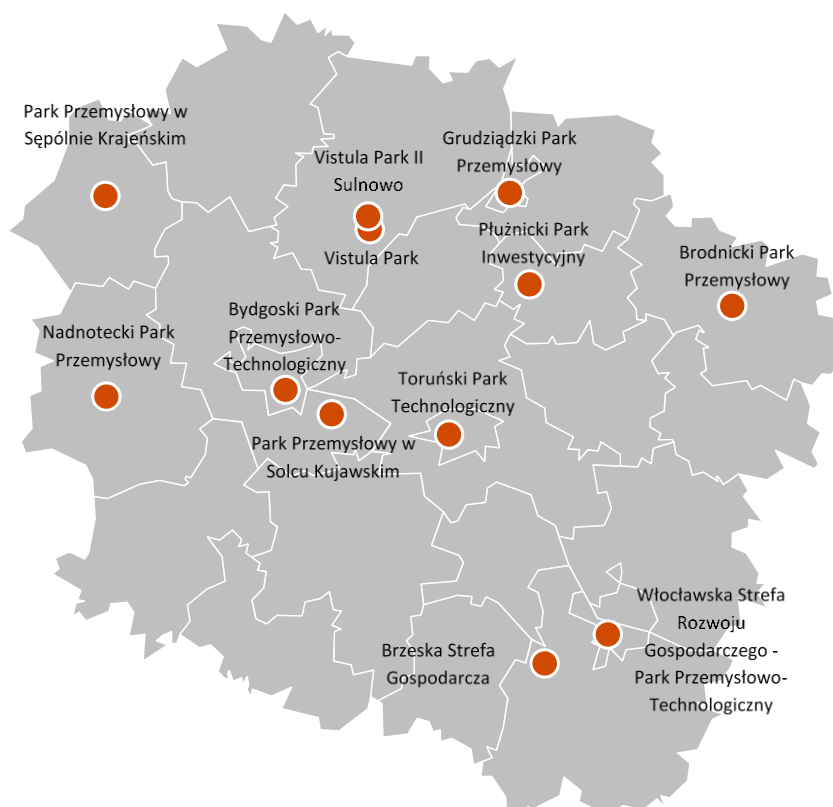 Park Przemysłowy w
Sępólnie Krajeńskim
Vistula Park II
Sulnowo
Vistula Park
Grudziądzki Park
Przemysłowy
Płużnicki Park
Inwestycyjny
Brodnicki Park
Przemysłowy
Nadnotecki Park
Przemysłowy
Bydgoski Park
Przemysłowo-
Technologiczny
Park Przemysłowy w
Solcu Kujawskim
Toruński Park
Technologiczny
Brzeska Strefa
Gospodarcza
Włocławska Strefa
Rozwoju
Gospodarczego -
Park Przemysłowo-
Technologiczny